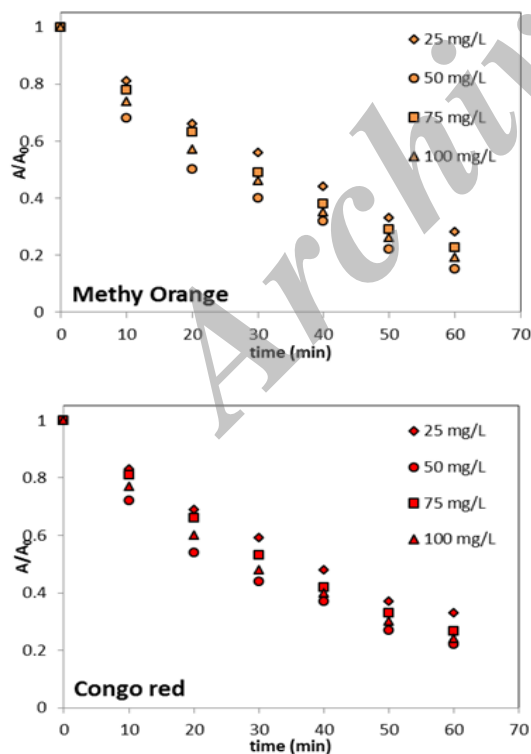 1
0.8
0.6
0.4
0.2
0
A/A₀
0 10 20 30 40 50 60 70
time (min)
25 mg/L
50 mg/L
75 mg/L
100 mg/L
Methy Orange
Archiv
1
0.8
0.6
0.4
0.2
0
A/A₀
0 10 20 30 40 50 60 70
time (min)
25 mg/L
50 mg/L
75 mg/L
100 mg/L
Congo red